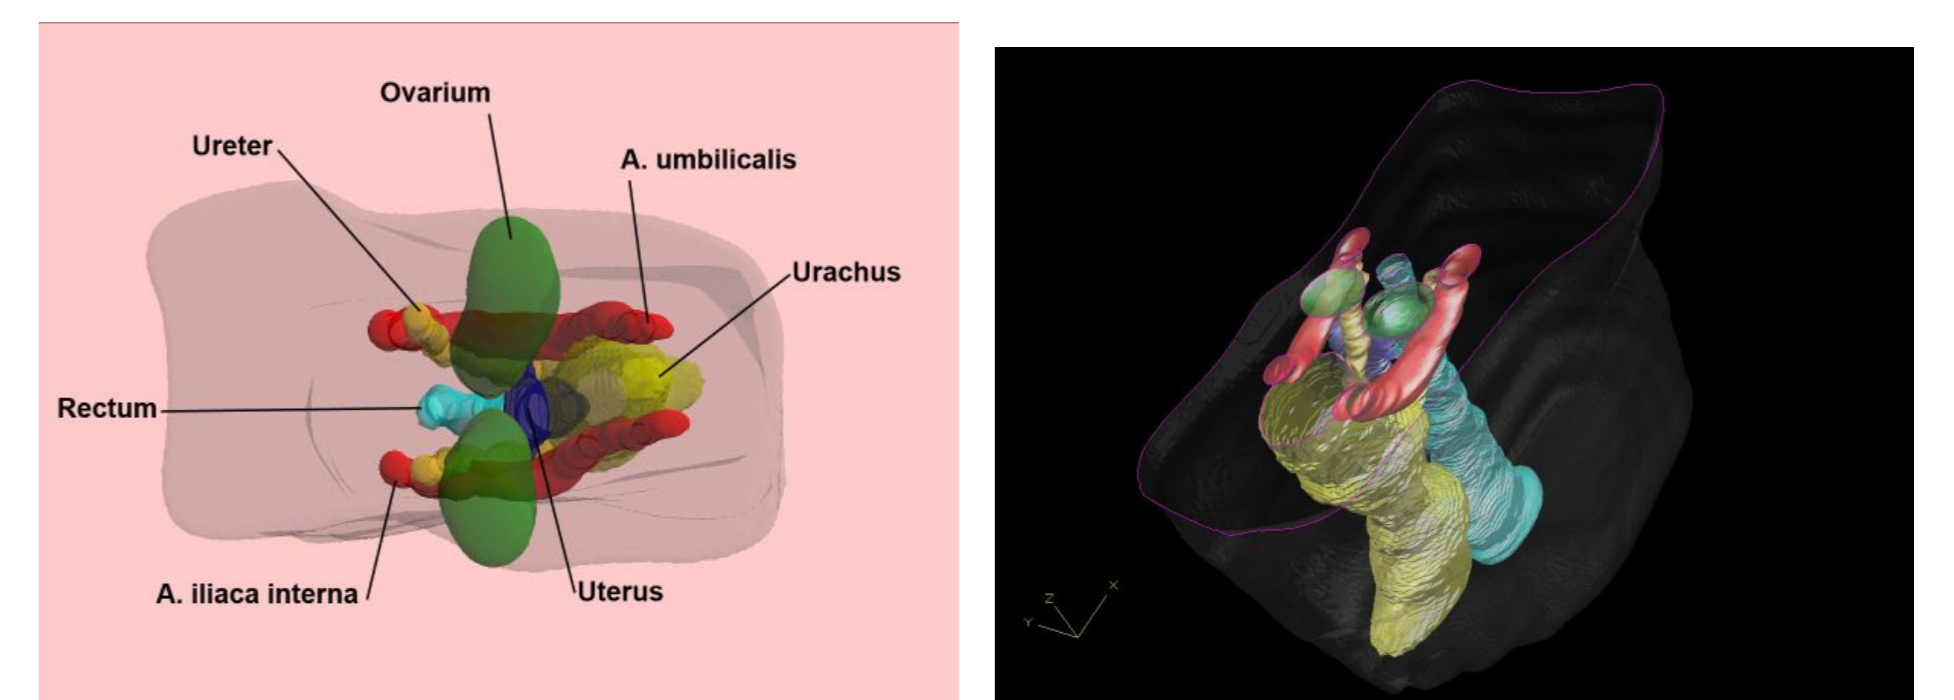 Ovarium
Ureter
A. umbilicalis
Urachus
Rectum
A. iliaca interna
Uterus
Z
X
Y